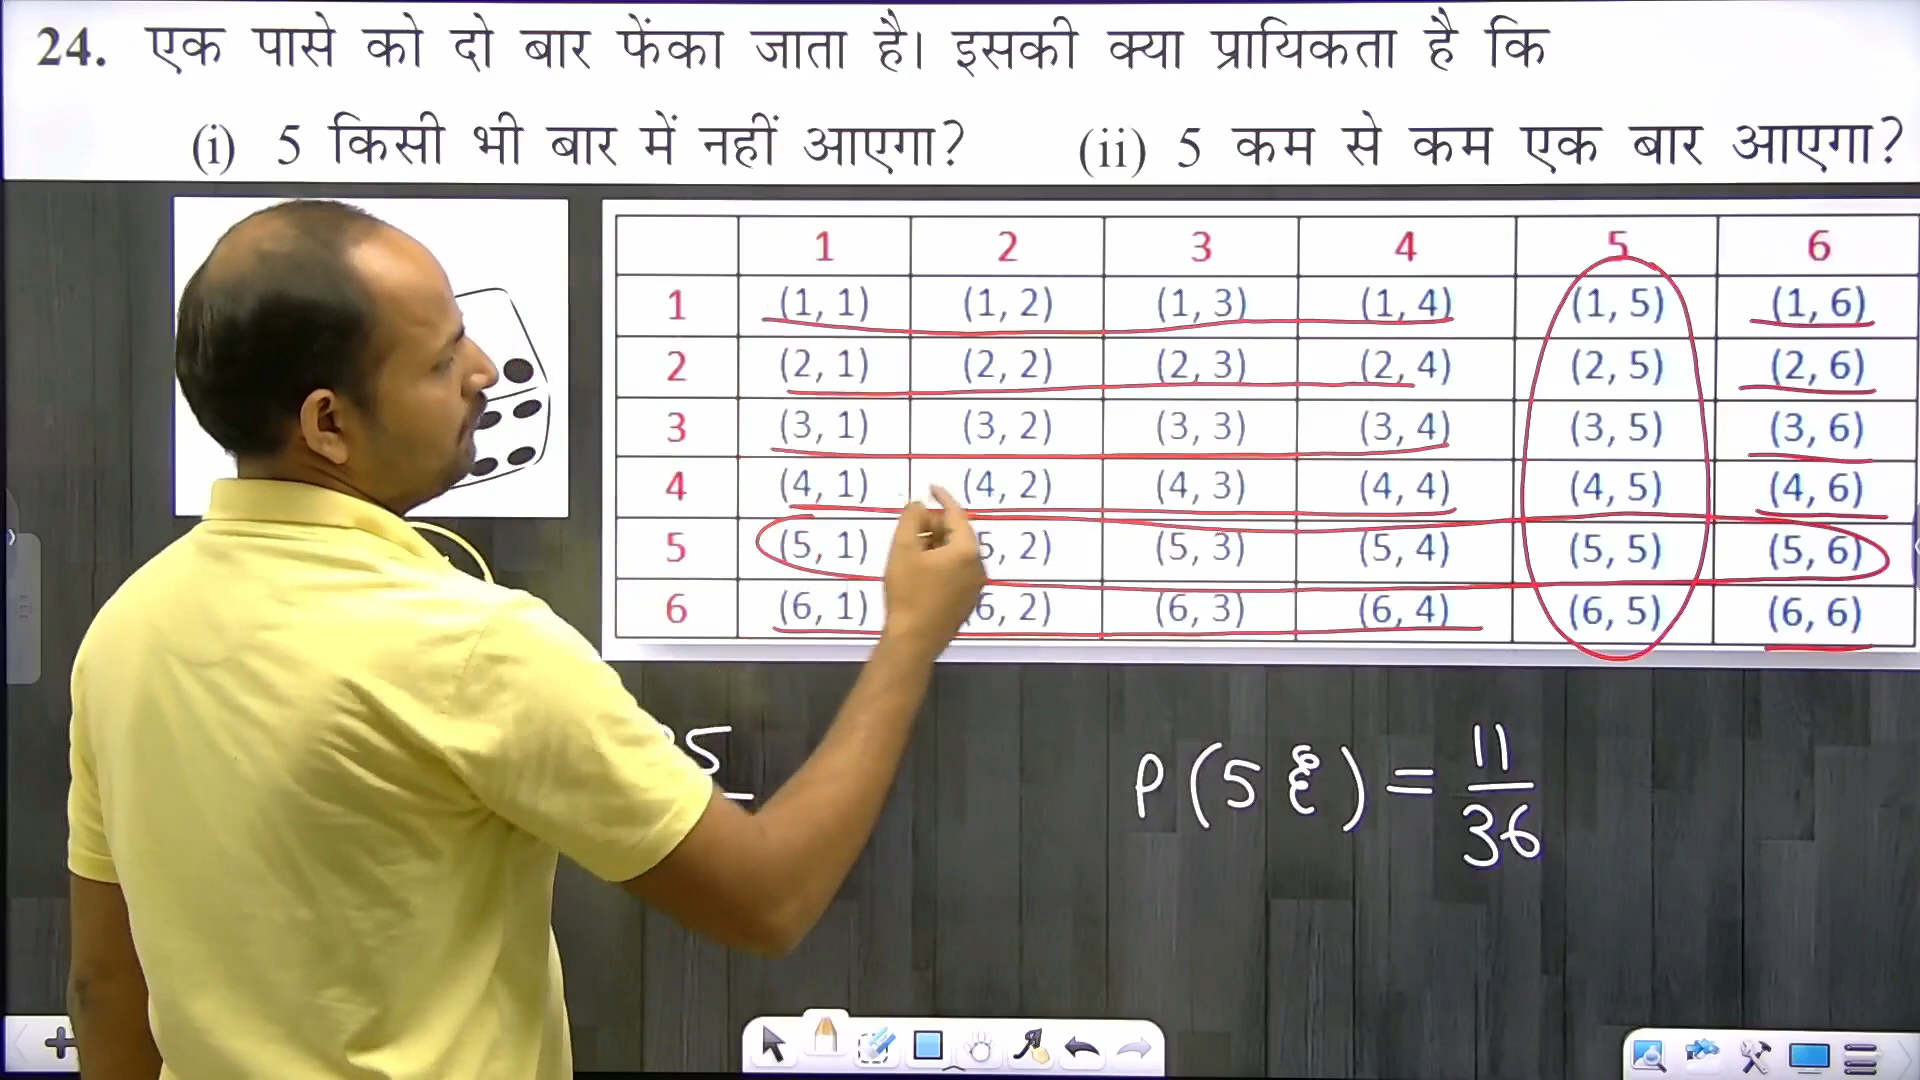 24. एक पासे को दो बार फेंका जाता है। इसकी क्या प्रायिकता है कि
(i) 5 किसी भी बार में नहीं आएगा? (ii) 5 कम से कम एक बार आएगा?
1 2 3 4 5 6
1 (1, 1) (1, 2) (1, 3) (1, 4) (1, 5) (1, 6)
2 (2, 1) (2, 2) (2, 3) (2, 4) (2, 5) (2, 6)
3 (3, 1) (3, 2) (3, 3) (3, 4) (3, 5) (3, 6)
4 (4, 1) (4, 2) (4, 3) (4, 4) (4, 5) (4, 6)
5 (5, 1) 5, 2) (5, 3) (5, 4) (5, 5) (5, 6)
6 (6, 1) 6, 2) (6, 3) (6, 4) (6, 5) (6, 6)
5
P(5 है) = 11
36